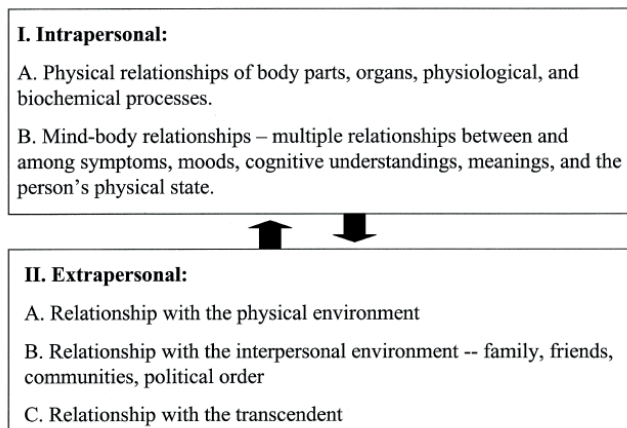 I. Intrapersonal:
A. Physical relationships of body parts, organs, physiological, and
biochemical processes.
B. Mind-body relationships – multiple relationships between and
among symptoms, moods, cognitive understandings, meanings, and the
person’s physical state.
II. Extrapersonal:
A. Relationship with the physical environment
B. Relationship with the interpersonal environment -- family, friends,
communities, political order
C. Relationship with the transcendent